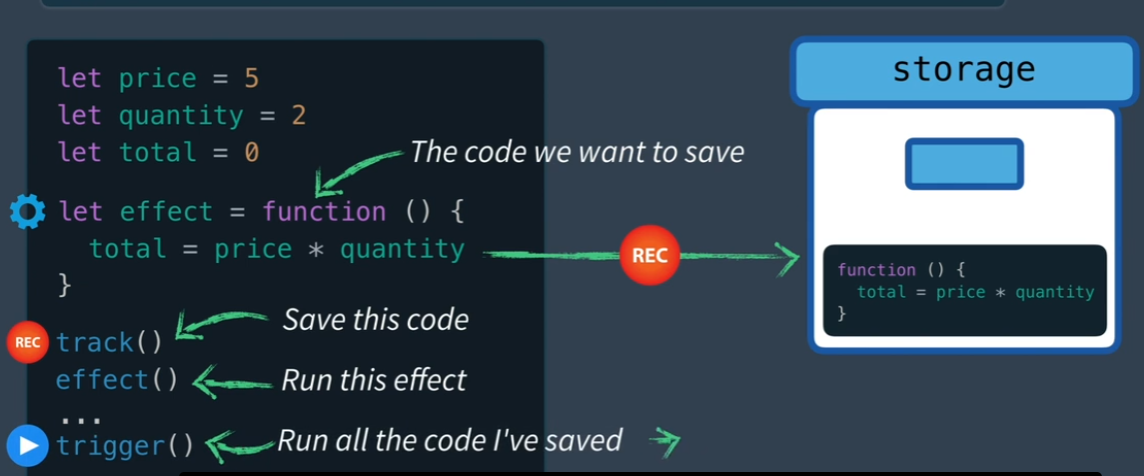 let price = 5
let quantity = 2
let total = 0
The code we want to save
let effect = function () {
total = price * quantity
}
REC
storage
function () {
total = price * quantity
}
REC
track()
Save this code
effect()
Run this effect
...
trigger()
Run all the code I've saved